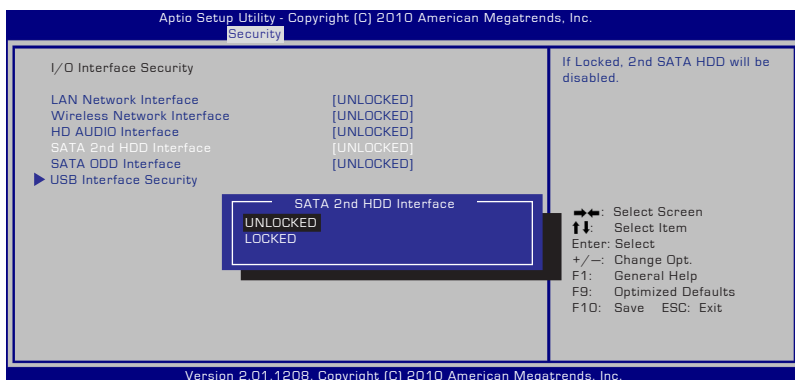 Aptio Setup Utility - Copyright (C) 2010 American Megatrends, Inc.
Security
I/O Interface Security
LAN Network Interface [UNLOCKED]
Wireless Network Interface [UNLOCKED]
HD AUDIO Interface [UNLOCKED]
SATA 2nd HDD Interface [UNLOCKED]
SATA ODD Interface [UNLOCKED]
USB Interface Security
SATA 2nd HDD Interface
UNLOCKED
LOCKED
If Locked, 2nd SATA HDD will be
disabled.
→←: Select Screen
↑↓: Select Item
Enter: Select
+/—: Change Opt.
F1: General Help
F9: Optimized Defaults
F10: Save ESC: Exit
Version 2.01.1208. Copyright (C) 2010 American Megatrends, Inc.